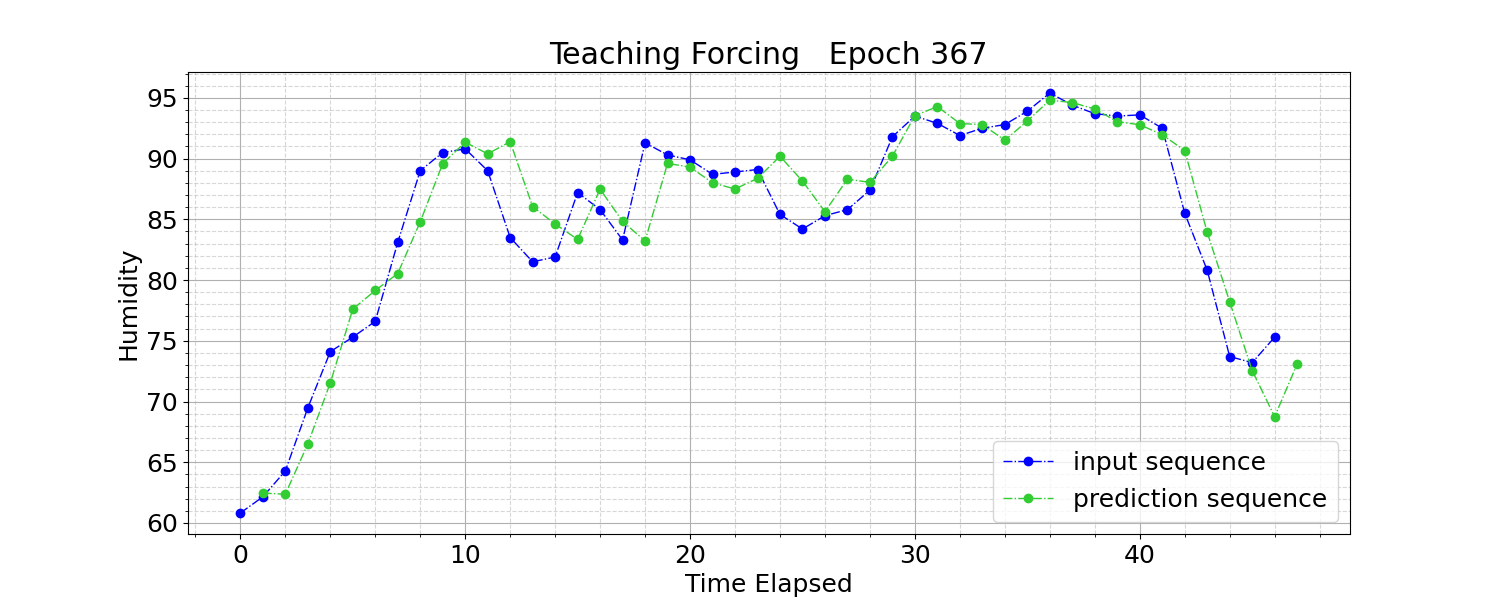 Teaching Forcing   Epoch 367
95
90
85
80
75
70
65
60
Humidity
0 10 20 30 40
Time Elapsed
input sequence
prediction sequence